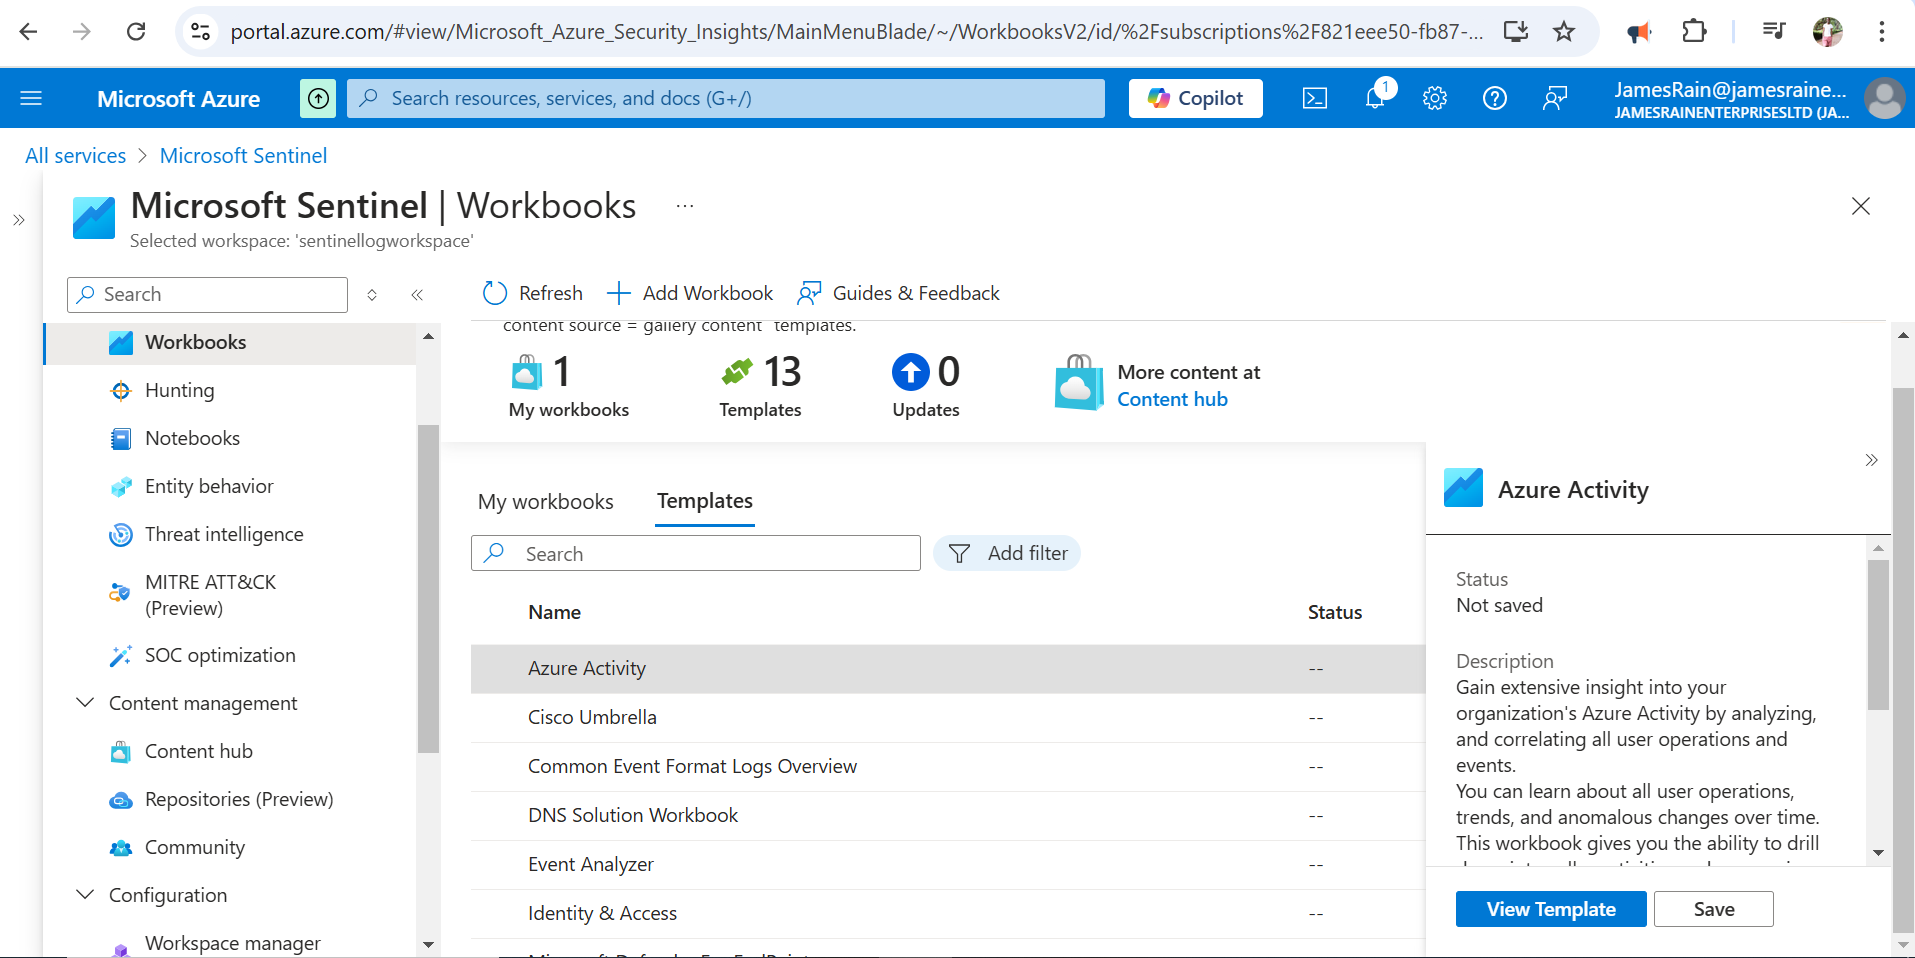 portal.azure.com/#view/Microsoft_Azure_Security_Insights/MainMenuBlade/~/WorkbooksV2/id/%2Fsubscriptions%2F821eee50-fb87-...
Microsoft Azure
Search resources, services, and docs (G+/)
Copilot
1
JamesRain@jamesraine...
JAMESRAINENTERPRISESLTD (JA...
All services > Microsoft Sentinel
Microsoft Sentinel | Workbooks
...
Selected workspace: 'sentinellogworkspace'
Search
Refresh
Add Workbook
Guides & Feedback
Workbooks
Hunting
Notebooks
Entity behavior
Threat intelligence
MITRE ATT&CK
(Preview)
SOC optimization
Content management
Content hub
Repositories (Preview)
Community
Configuration
Workspace manager
content source = gallery content" templates.
1
My workbooks
13
Templates
0
Updates
More content at
Content hub
My workbooks
Templates
Search
Add filter
Name
Status
Azure Activity
--
Cisco Umbrella
--
Common Event Format Logs Overview
--
DNS Solution Workbook
--
Event Analyzer
--
Identity & Access
--
Azure Activity
Status
Not saved
Description
Gain extensive insight into your
organization's Azure Activity by analyzing,
and correlating all user operations and
events.
You can learn about all user operations,
trends, and anomalous changes over time.
This workbook gives you the ability to drill
View Template
Save